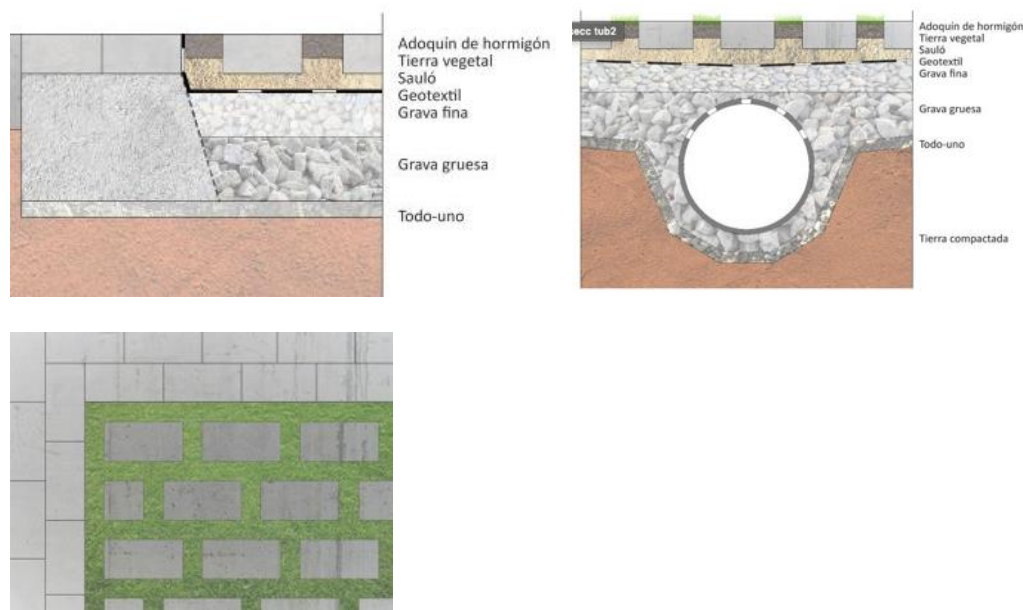 Adoquín de hormigón
Tierra vegetal
Sauló
Geotextil
Grava fina
Grava gruesa
Todo-uno
secc tub2
Adoquín de hormigón
Tierra vegetal
Sauló
Geotextil
Grava fina
Grava gruesa
Todo-uno
Tierra compactada